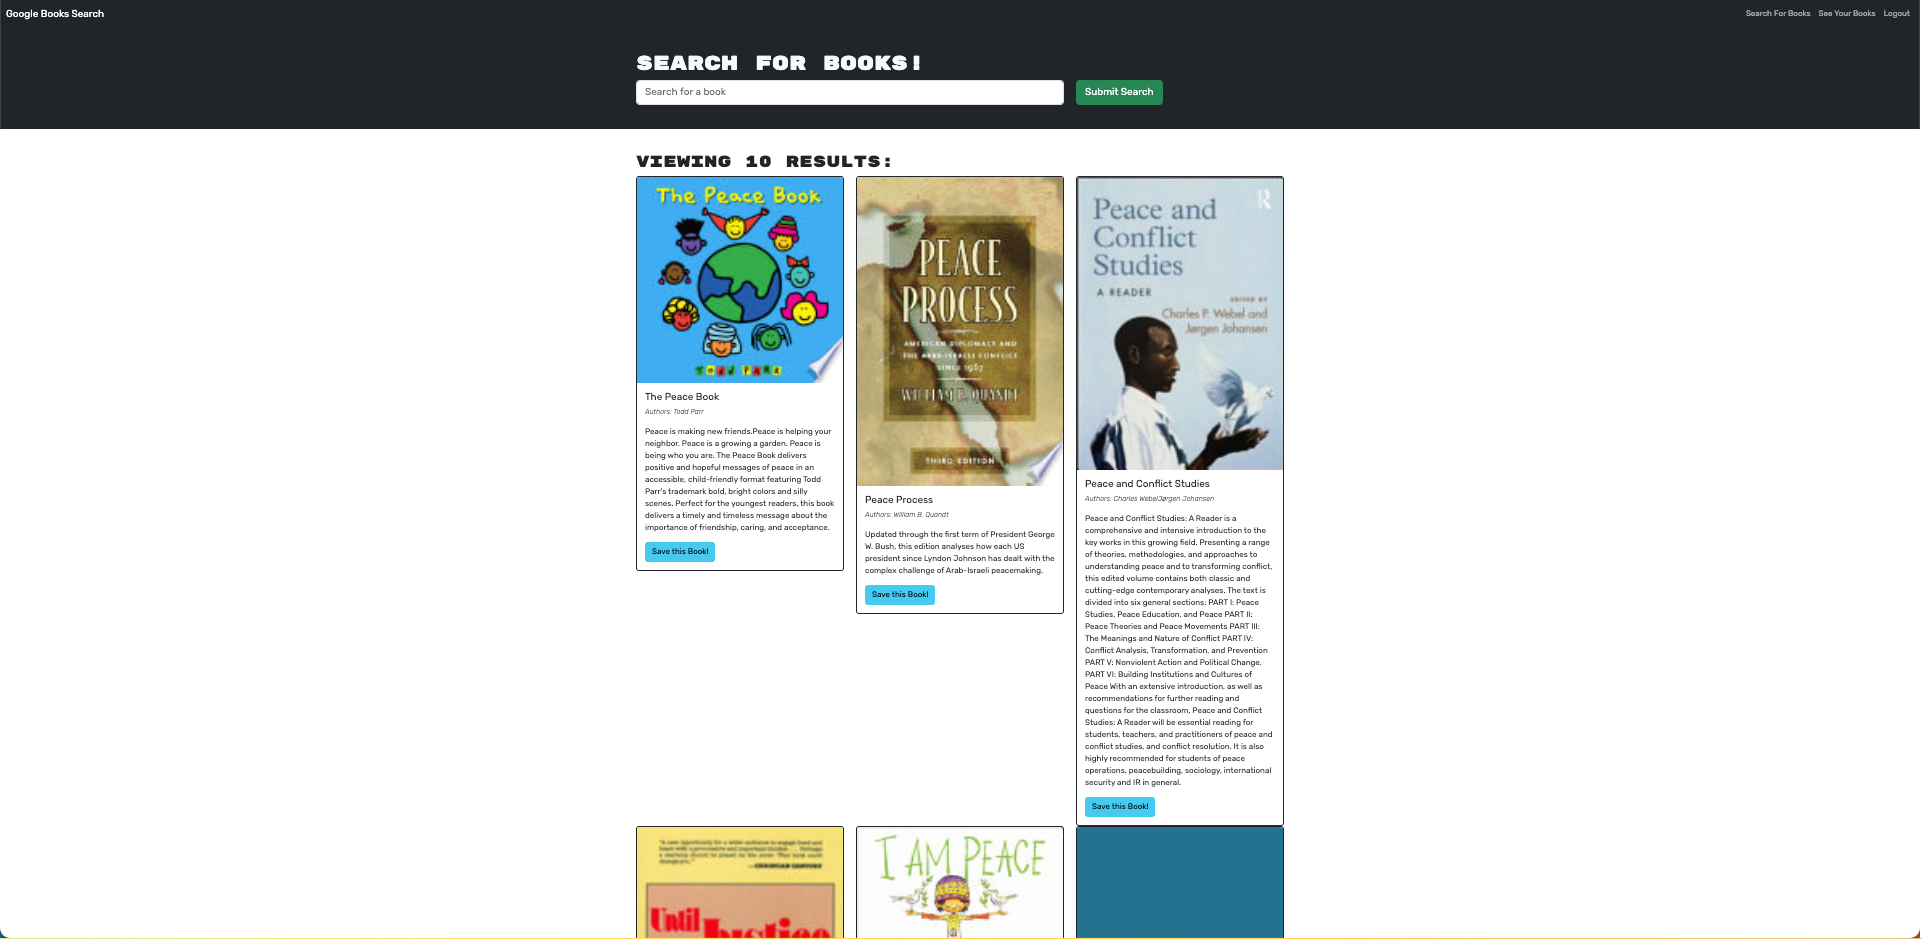 Google Books Search
Search For Books
See Your Books
Logout
SEARCH FOR BOOKS!
Search for a book
Submit Search
VIEWING 10 RESULTS:
The Peace Book
TODD PARR
The Peace Book
Authors: Todd Parr
Peace is making new friends.Peace is helping your
neighbor. Peace is a growing a garden. Peace is
being who you are. The Peace Book delivers
positive and hopeful messages of peace in an
accessible, child-friendly format featuring Todd
Parr's trademark bold, bright colors and silly
scenes. Perfect for the youngest readers, this book
delivers a timely and timeless message about the
importance of friendship, caring, and acceptance.
Save this Book!
PEACE
PROCESS
AMERICAN DIPLOMACY AND
THE ARAB-ISRAELI CONFLICT
SINCE 1967
WILLIAM B. QUANDT
THIRD EDITION
Peace Process
Authors: William B. Quandt
Updated through the first term of President George
W. Bush, this edition analyses how each US
president since Lyndon Johnson has dealt with the
complex challenge of Arab-Israeli peacemaking.
Save this Book!
R
Peace and
Conflict
Studies
A READER
EDITED BY
Charles P. Webel and
Jørgen Johansen
Peace and Conflict Studies
Authors: Charles WebelJørgen Johansen
Peace and Conflict Studies: A Reader is a
comprehensive and intensive introduction to the
key works in this growing field. Presenting a range
of theories, methodologies, and approaches to
understanding peace and to transforming conflict,
this edited volume contains both classic and
cutting-edge contemporary analyses. The text is
divided into six general sections: PART I: Peace
Studies, Peace Education, and Peace PART II:
Peace Theories and Peace Movements PART III:
The Meanings and Nature of Conflict PART IV:
Conflict Analysis, Transformation, and Prevention
PART V: Nonviolent Action and Political Change.
PART VI: Building Institutions and Cultures of
Peace With an extensive introduction, as well as
recommendations for further reading and
questions for the classroom, Peace and Conflict
Studies: A Reader will be essential reading for
students, teachers, and practitioners of peace and
conflict studies, and conflict resolution. It is also
highly recommended for students of peace
operations, peacebuilding, sociology, international
security and IR in general.
Save this Book!
—CHRISTIAN CENTURY
Until Justice
I AM PEACE